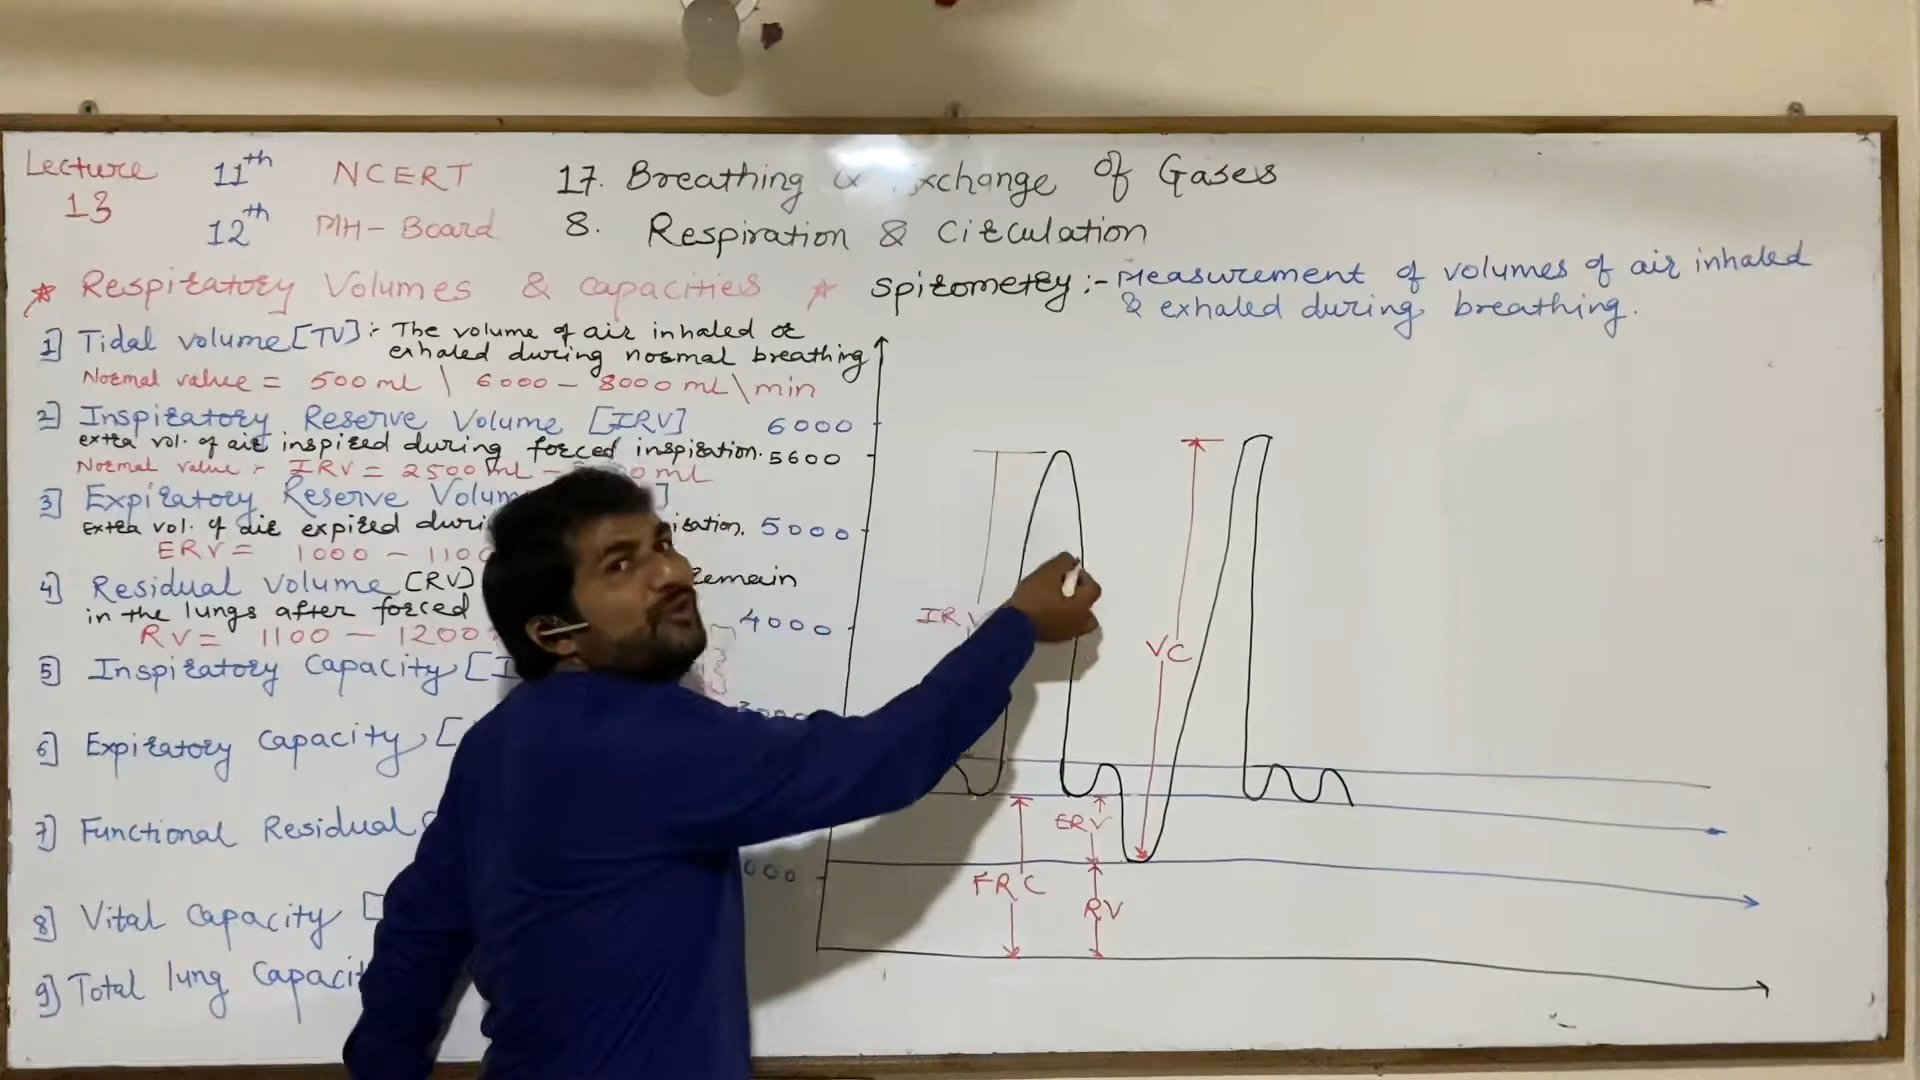 Lecture 13
11th NCERT 17. Breathing & Exchange of Gases
12th MH-Board 8. Respiration & Circulation
* Respiratory Volumes & capacities *
Spirometry :- Measurement of volumes of air inhaled
& exhaled during breathing.
1] Tidal volume [TV] :- The volume of air inhaled or
exhaled during normal breathing
Normal value = 500 mL \ 6000 - 8000 mL \ min
2] Inspiratory Reserve Volume [IRV]
extra vol. of air inspired during forced inspiration.
Normal value :- IRV = 2500 mL - mL
3] Expiratory Reserve Volume ]
Extra vol. of air expired
ERV = 1000 - 1100
4] Residual volume [RV] remain
in the lungs after forced
RV = 1100 - 1200
5] Inspiratory Capacity [I
6] Expiratory capacity [
7] Functional Residual
8] Vital capacity [
9] Total lung capacit
6000
5600
5000
4000
3000
000
IRV
VC
ERV
FRC
RV